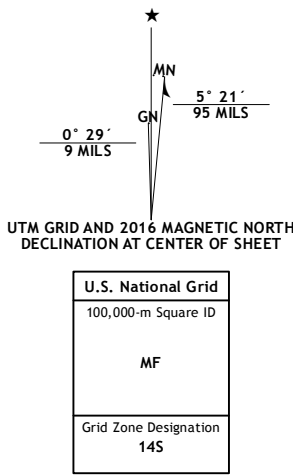 ★
MN
GN
5° 21´
95 MILS
0° 29´
9 MILS
UTM GRID AND 2016 MAGNETIC NORTH
DECLINATION AT CENTER OF SHEET
U.S. National Grid
100,000-m Square ID
MF
Grid Zone Designation
14S